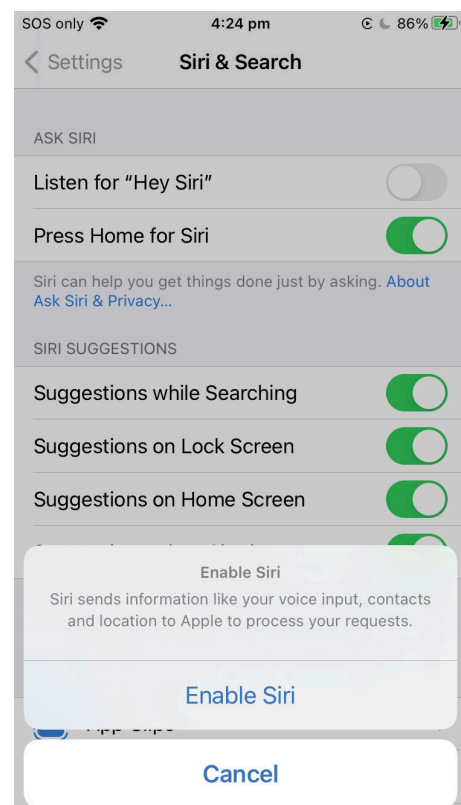 SOS only 4:24 pm 86%
Settings Siri & Search
ASK SIRI
Listen for “Hey Siri”
Press Home for Siri
Siri can help you get things done just by asking. About
Ask Siri & Privacy...
SIRI SUGGESTIONS
Suggestions while Searching
Suggestions on Lock Screen
Suggestions on Home Screen
Enable Siri
Siri sends information like your voice input, contacts
and location to Apple to process your requests.
Enable Siri
App Clips
Cancel